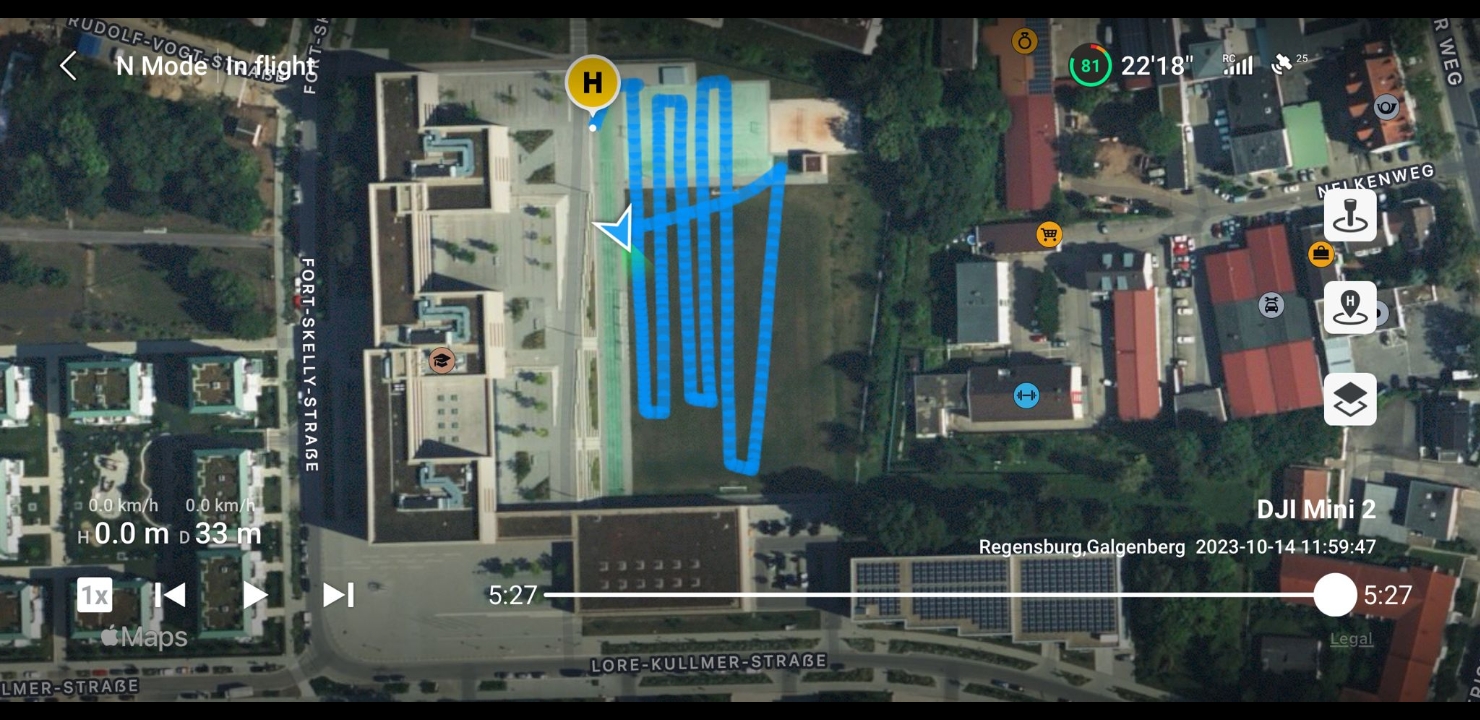 RUDOLF-VOGT-STRAßE
N Mode In flight
81 22'18" RC 25
R WEG
NELKENWEG
H
FORT-SKELLY-STRAßE
H
0.0 km/h 0.0 km/h
H 0.0 m D 33 m
DJI Mini 2
Regensburg,Galgenberg 2023-10-14 11:59:47
1x
5:27 5:27
Maps
Legal
LORE-KULLMER-STRAßE
LMER-STRAßE